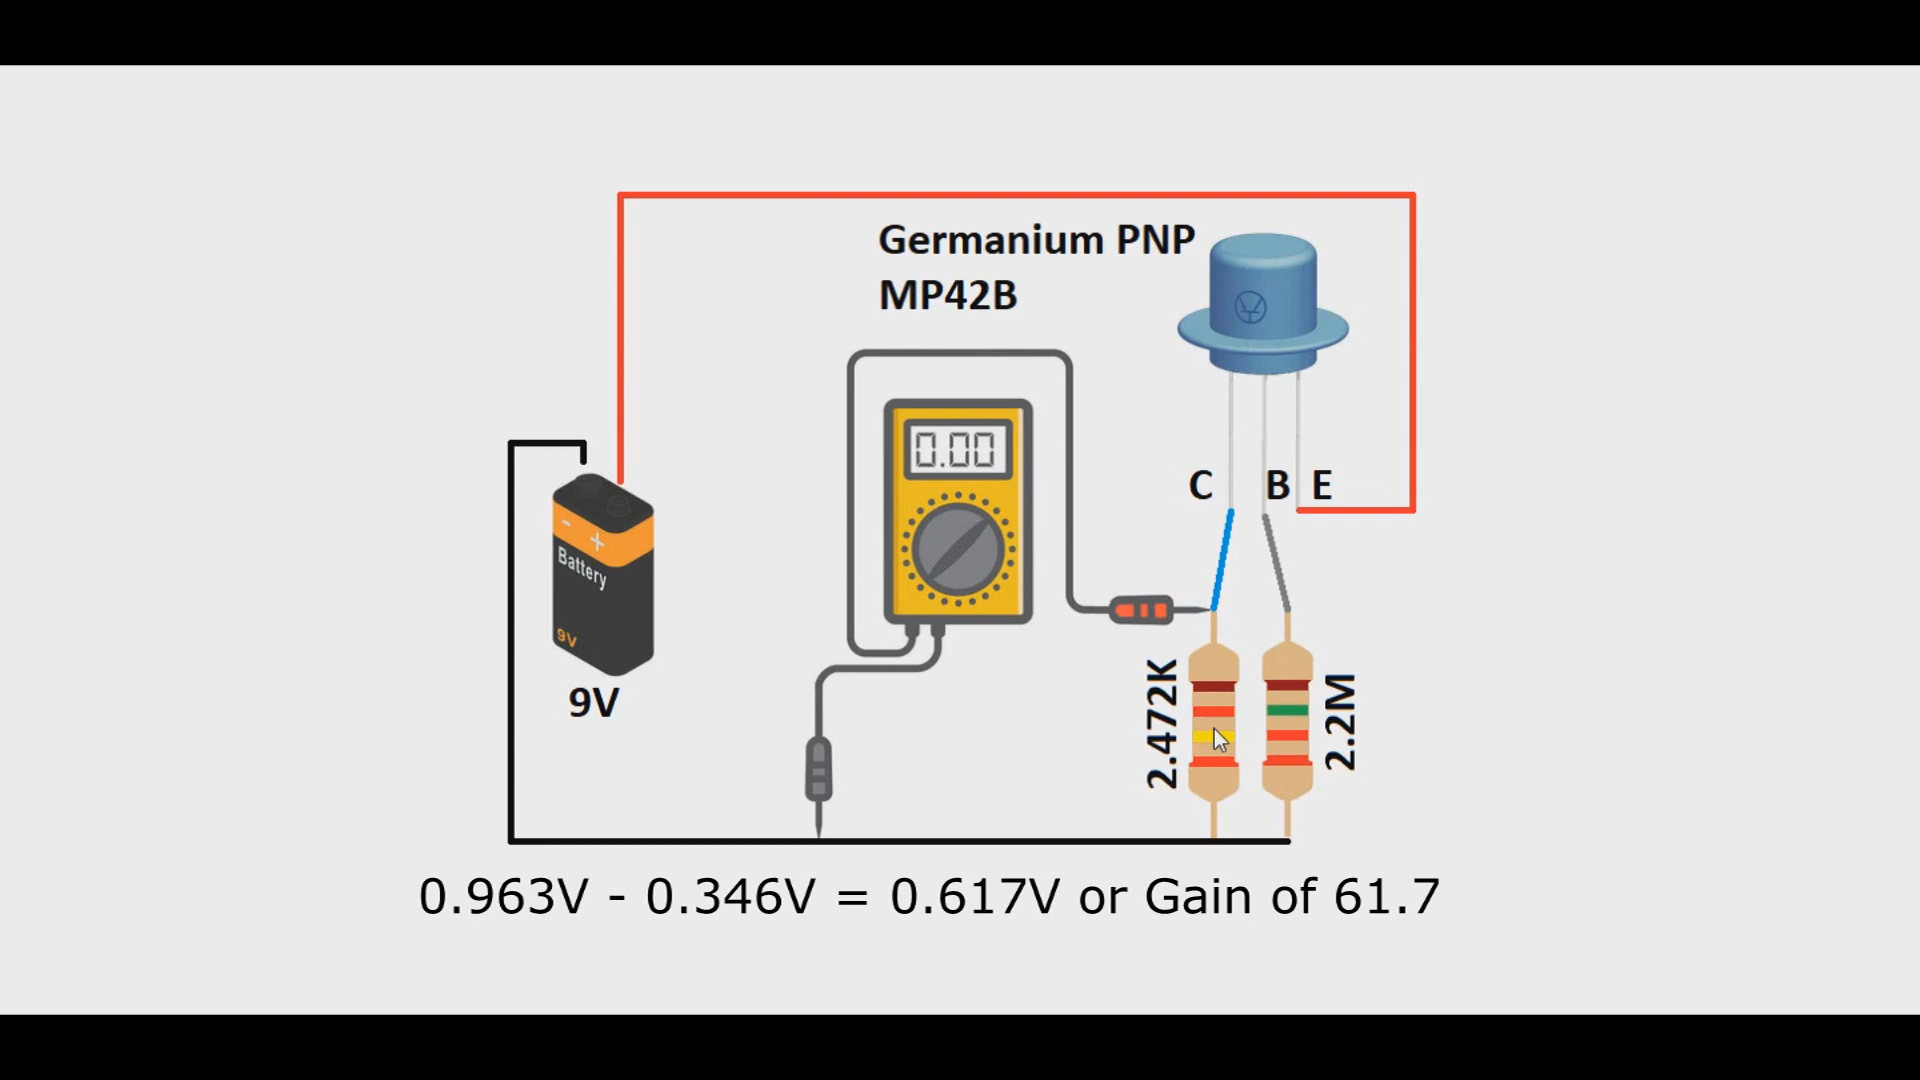 Germanium PNP
MP42B
0.00
C B E
-
+
Battery
9V
9V
2.472K
2.2M
0.963V - 0.346V = 0.617V or Gain of 61.7